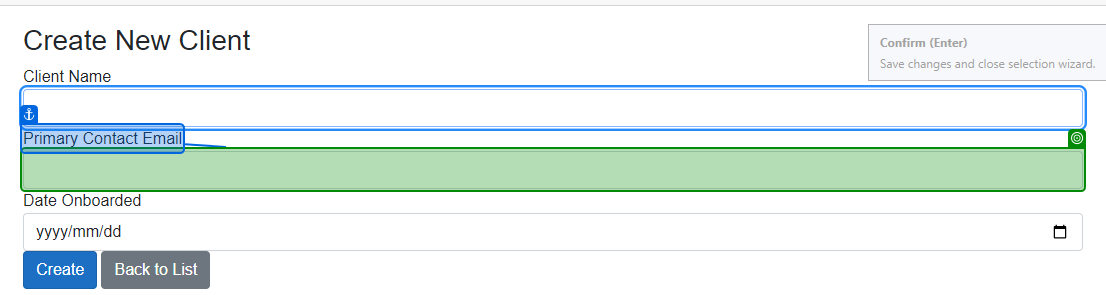 Create New Client
Confirm (Enter)
Save changes and close selection wizard.
Client Name
Primary Contact Email
Date Onboarded
yyyy/mm/dd
Create Back to List